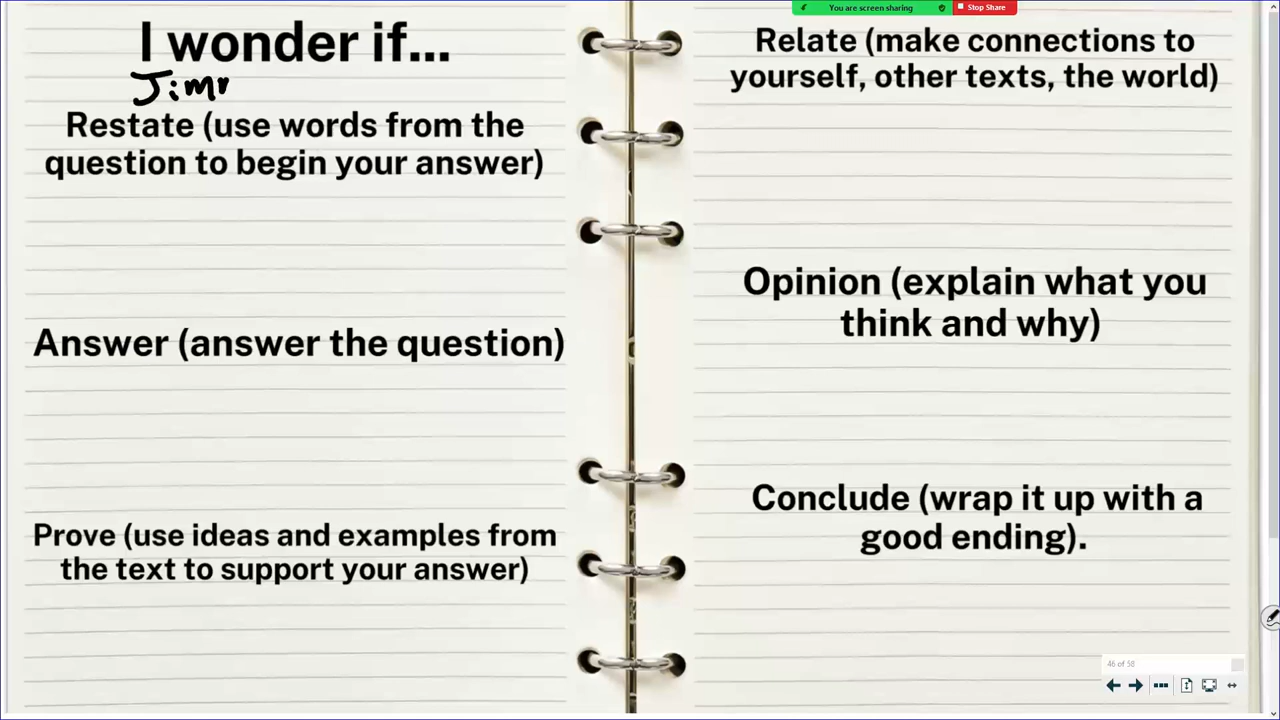 You are screen sharing
Stop Share
I wonder if...
Restate (use words from the
question to begin your answer)
Answer (answer the question)
Prove (use ideas and examples from
the text to support your answer)
Relate (make connections to
yourself, other texts, the world)
Opinion (explain what you
think and why)
Conclude (wrap it up with a
good ending).
46 of 58